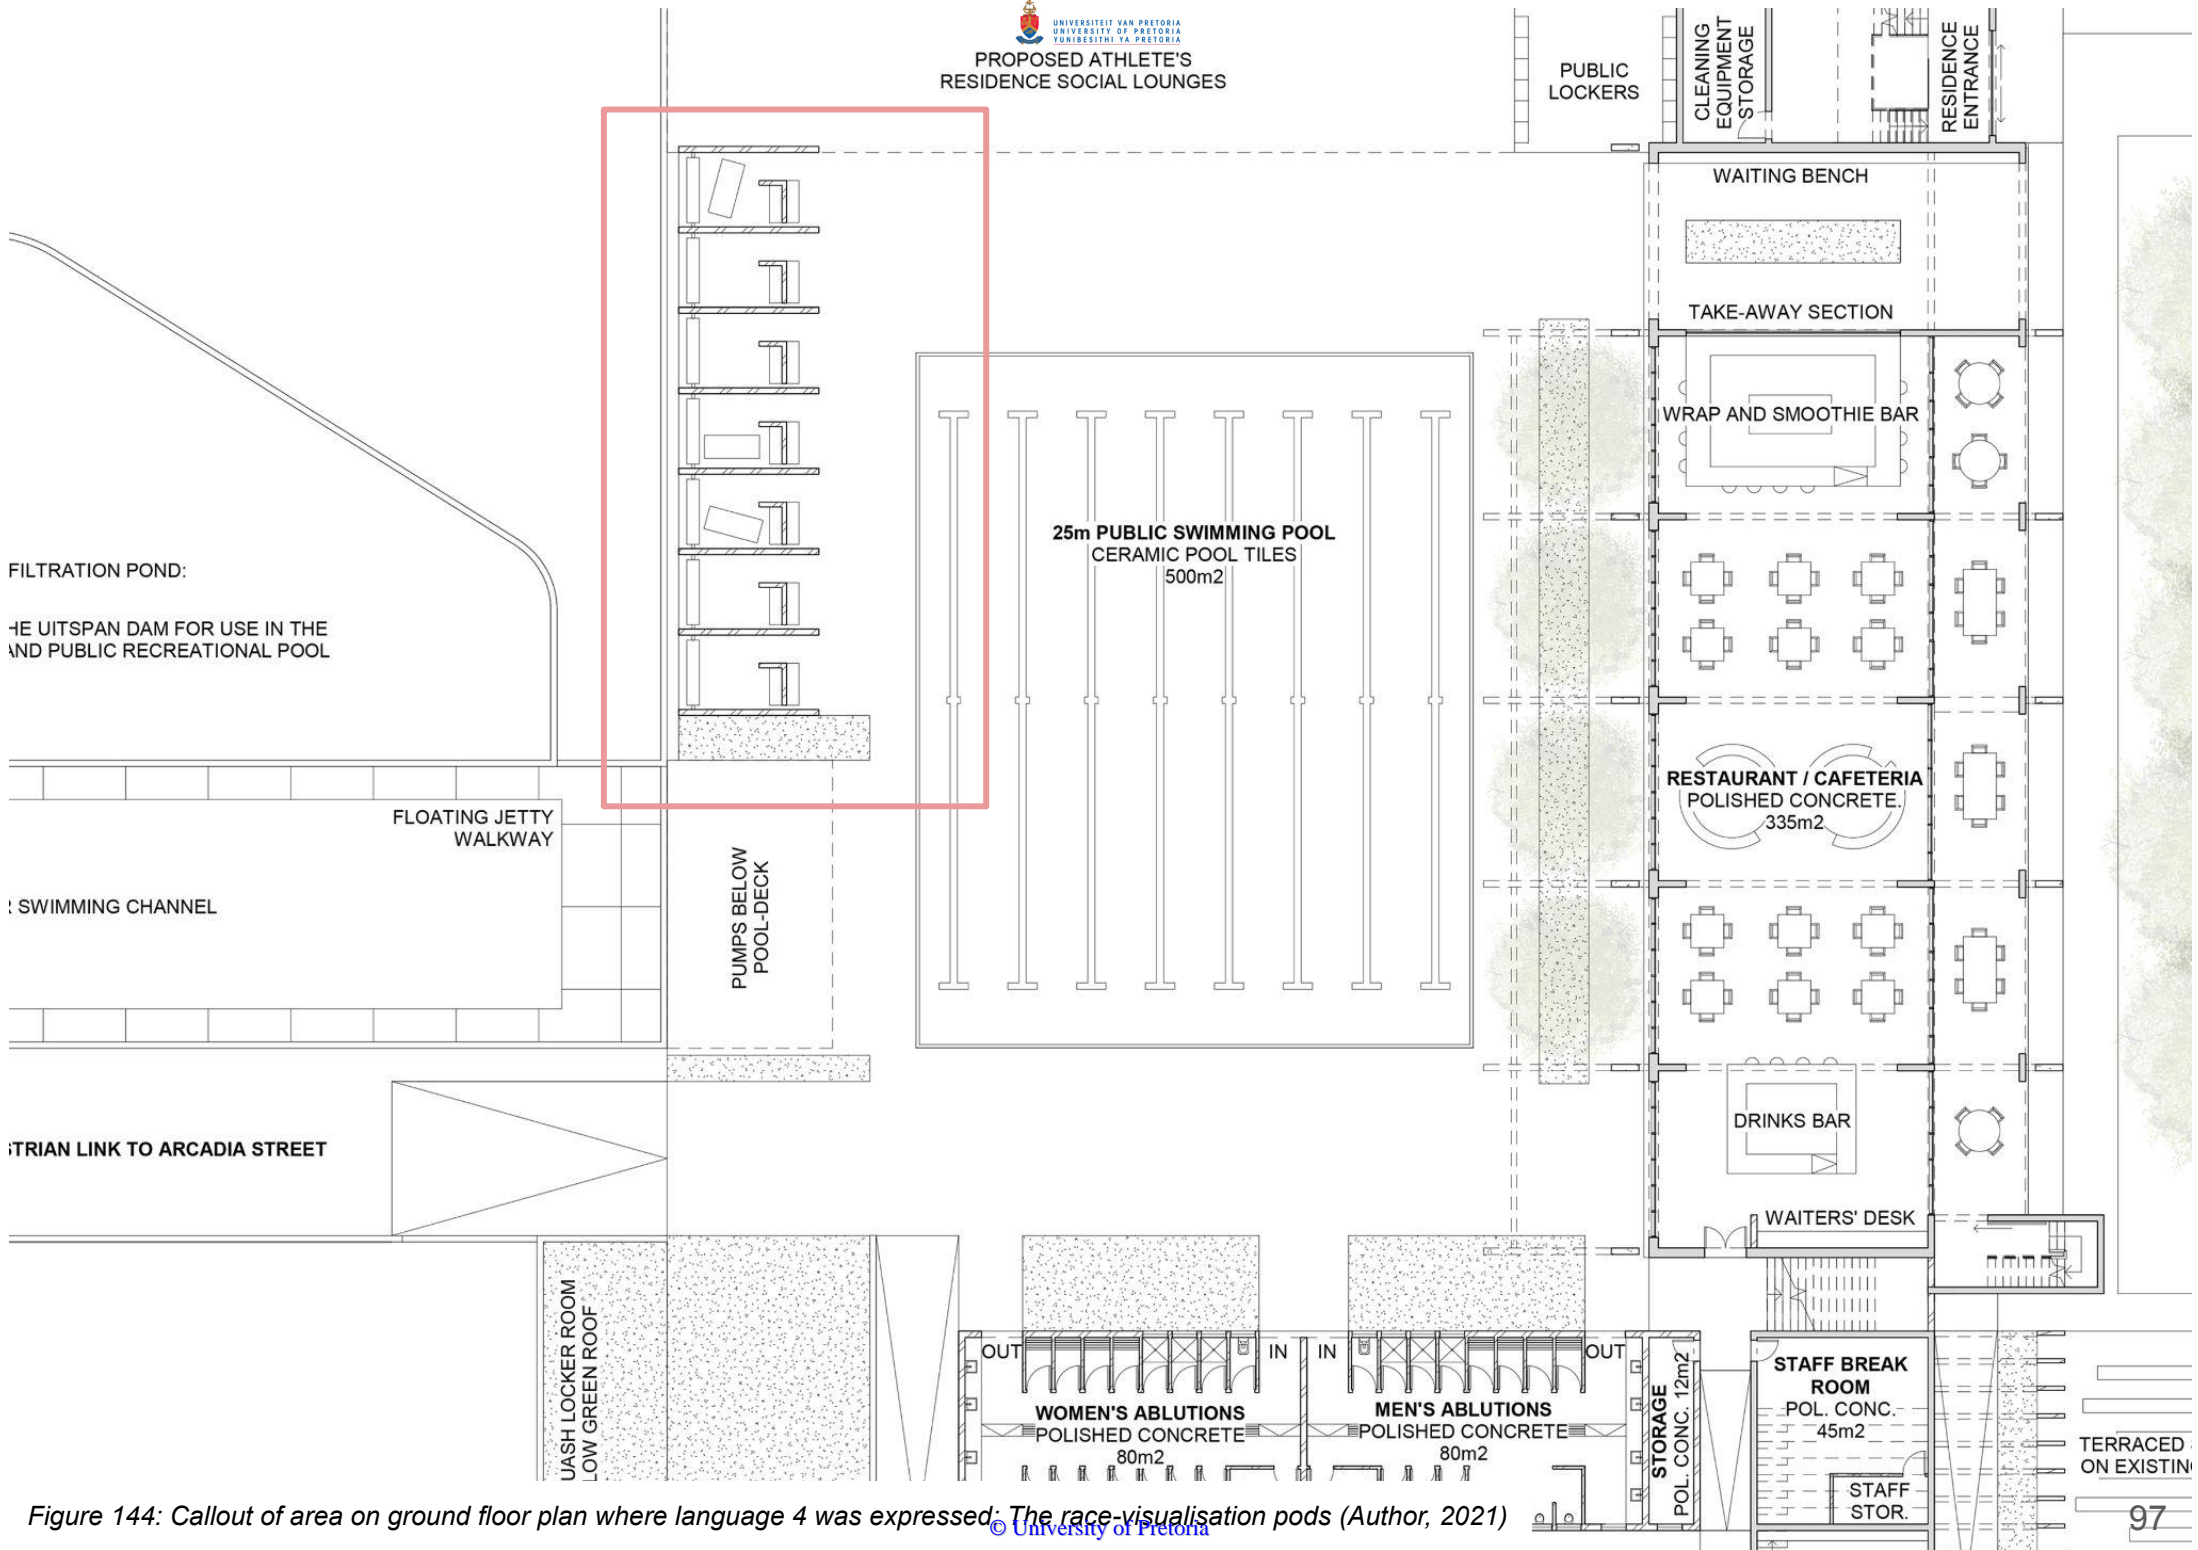 UNIVERSITEIT VAN PRETORIA
UNIVERSITY OF PRETORIA
YUNIBESITHI YA PRETORIA
PROPOSED ATHLETE'S
RESIDENCE SOCIAL LOUNGES
PUBLIC
LOCKERS
CLEANING
EQUIPMENT
STORAGE
RESIDENCE
ENTRANCE
WAITING BENCH
TAKE-AWAY SECTION
WRAP AND SMOOTHIE BAR
25m PUBLIC SWIMMING POOL
CERAMIC POOL TILES
500m2
FILTRATION POND:
HE UITSPAN DAM FOR USE IN THE
AND PUBLIC RECREATIONAL POOL
RESTAURANT / CAFETERIA
POLISHED CONCRETE.
335m2
FLOATING JETTY
WALKWAY
PUMPS BELOW
POOL-DECK
SWIMMING CHANNEL
DRINKS BAR
TRIAN LINK TO ARCADIA STREET
WAITERS' DESK
UASH LOCKER ROOM
LOW GREEN ROOF
OUT
IN
IN
OUT
WOMEN'S ABLUTIONS
POLISHED CONCRETE
80m2
MEN'S ABLUTIONS
POLISHED CONCRETE
80m2
STORAGE
POL. CONC. 12m2
STAFF BREAK
ROOM
POL. CONC.
45m2
STAFF
STOR.
TERRACED
ON EXISTING
Figure 144: Callout of area on ground floor plan where language 4 was expressed: The race-visualisation pods (Author, 2021)
© University of Pretoria
97